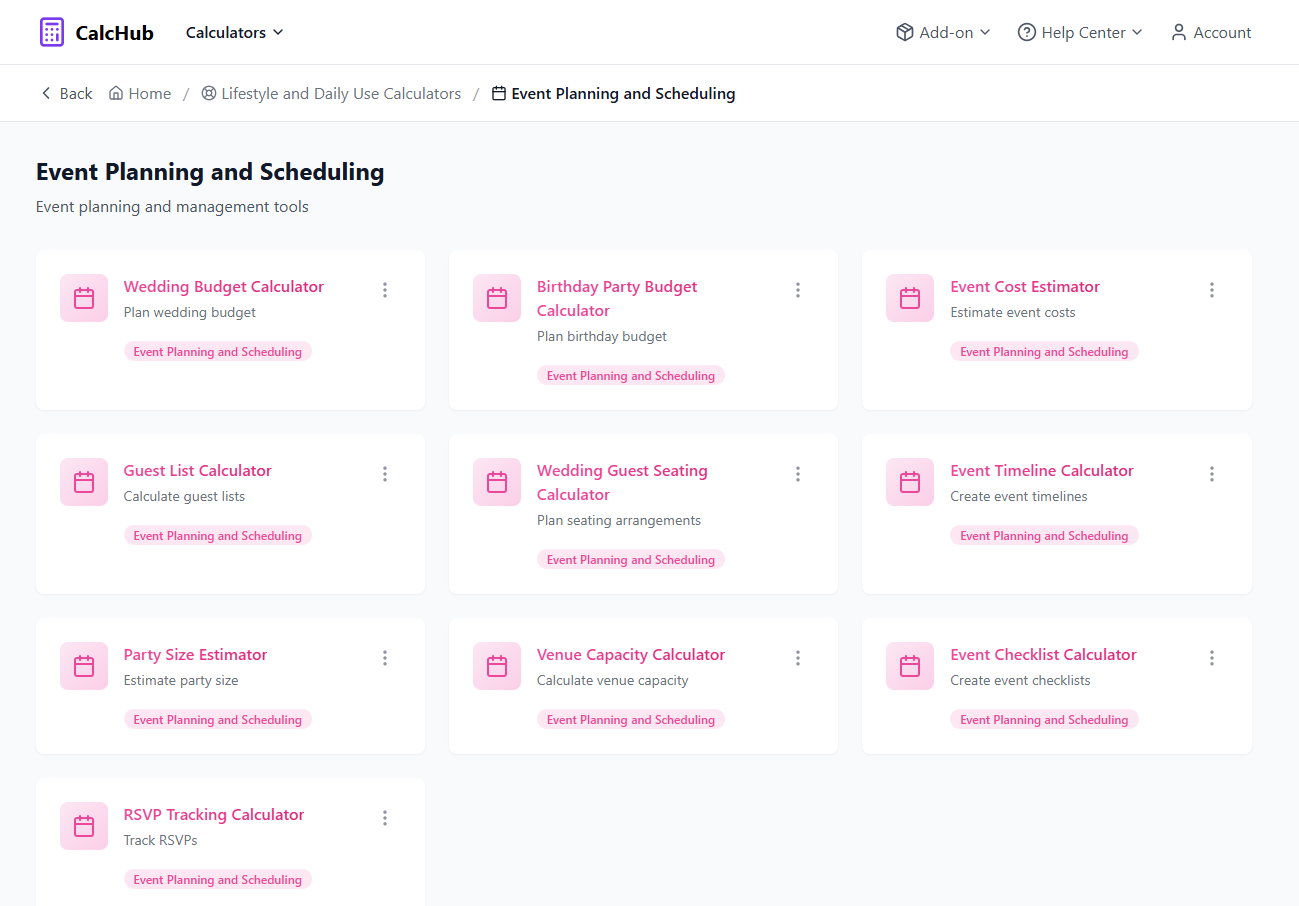 CalcHub
Calculators
Add-on
Help Center
Account
Back
Home
/
Lifestyle and Daily Use Calculators
/
Event Planning and Scheduling
Event Planning and Scheduling
Event planning and management tools
Wedding Budget Calculator
Plan wedding budget
Event Planning and Scheduling
Birthday Party Budget
Calculator
Plan birthday budget
Event Planning and Scheduling
Event Cost Estimator
Estimate event costs
Event Planning and Scheduling
Guest List Calculator
Calculate guest lists
Event Planning and Scheduling
Wedding Guest Seating
Calculator
Plan seating arrangements
Event Planning and Scheduling
Event Timeline Calculator
Create event timelines
Event Planning and Scheduling
Party Size Estimator
Estimate party size
Event Planning and Scheduling
Venue Capacity Calculator
Calculate venue capacity
Event Planning and Scheduling
Event Checklist Calculator
Create event checklists
Event Planning and Scheduling
RSVP Tracking Calculator
Track RSVPs
Event Planning and Scheduling